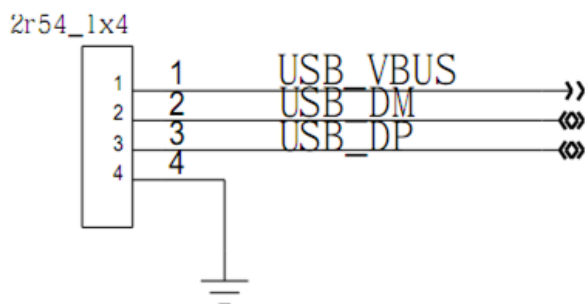 2r54_1x4
1 1 USB_VBUS
2 2 USB_DM
3 3 USB_DP
4 4